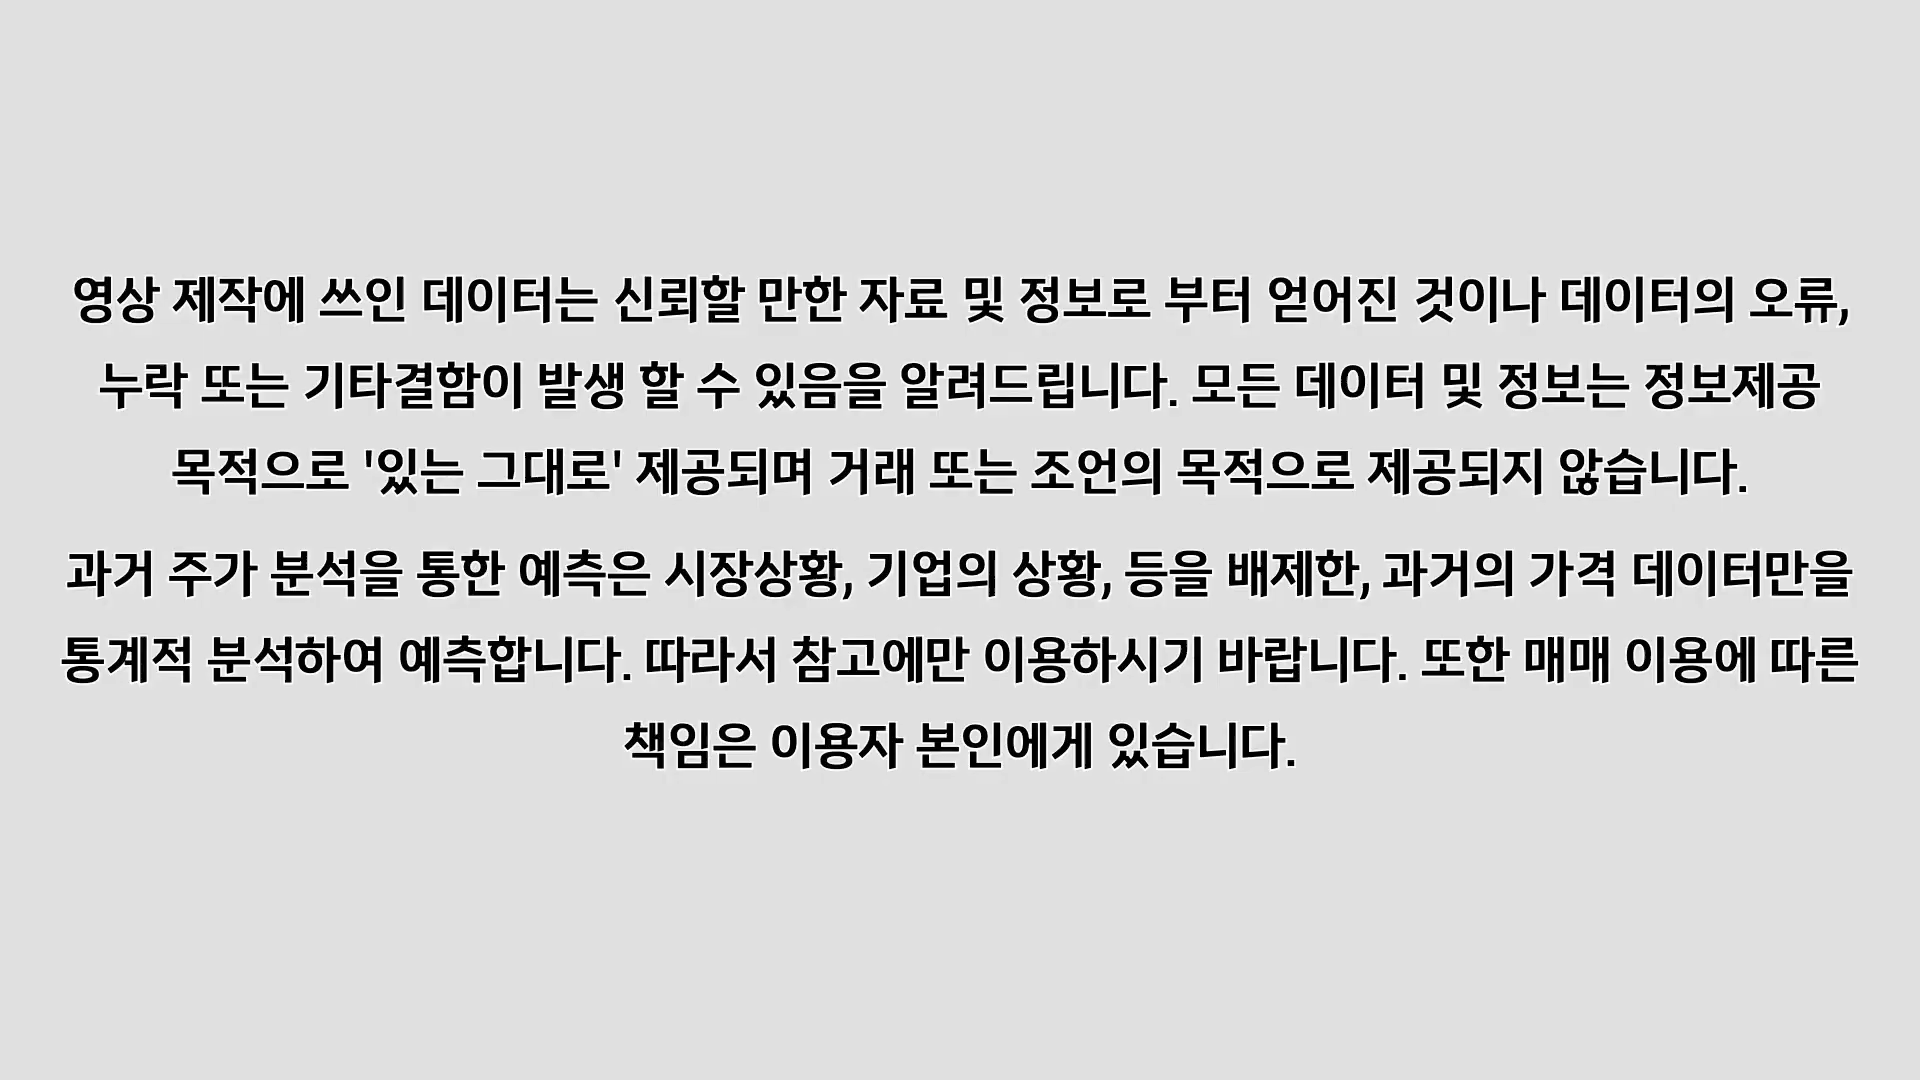 영상 제작에 쓰인 데이터는 신뢰할 만한 자료 및 정보로 부터 얻어진 것이나 데이터의 오류,
누락 또는 기타결함이 발생 할 수 있음을 알려드립니다. 모든 데이터 및 정보는 정보제공
목적으로 '있는 그대로' 제공되며 거래 또는 조언의 목적으로 제공되지 않습니다.
과거 주가 분석을 통한 예측은 시장상황, 기업의 상황, 등을 배제한, 과거의 가격 데이터만을
통계적 분석하여 예측합니다. 따라서 참고에만 이용하시기 바랍니다. 또한 매매 이용에 따른
책임은 이용자 본인에게 있습니다.